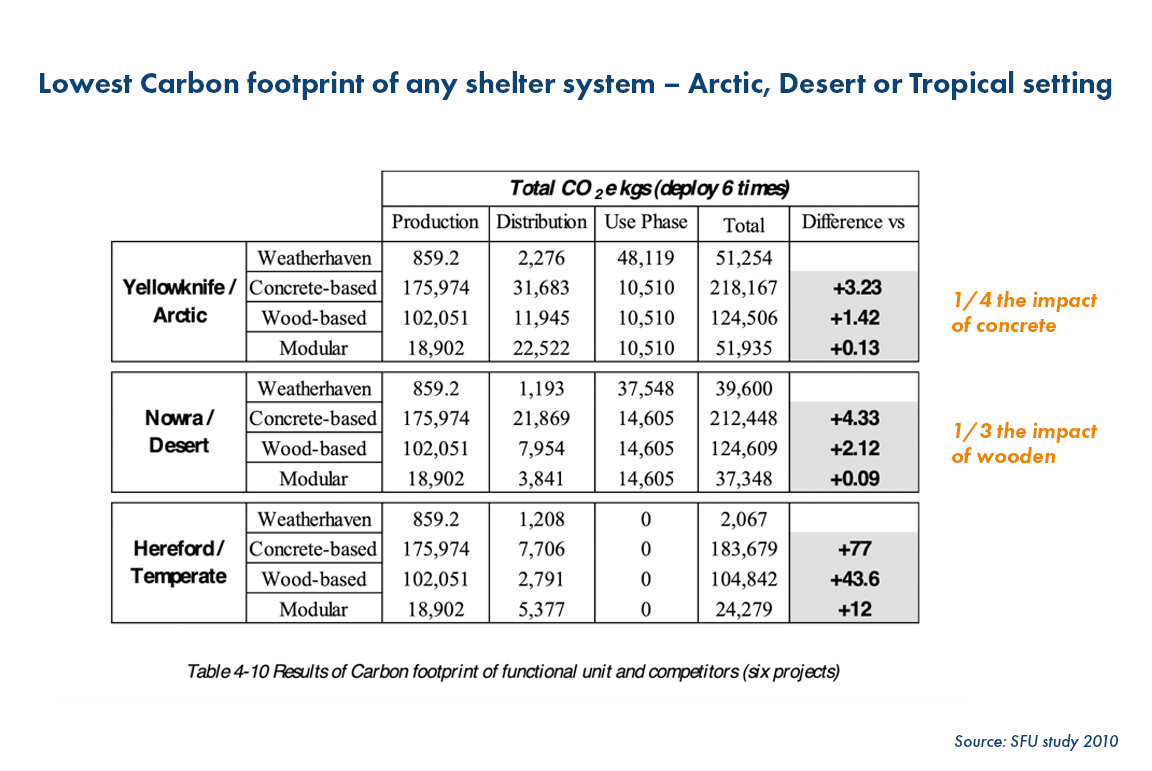 Lowest Carbon footprint of any shelter system – Arctic, Desert or Tropical setting
Total CO 2 e kgs (deploy 6 times)
Production Distribution Use Phase Total Difference vs
Yellowknife / Arctic
Weatherhaven 859.2 2,276 48,119 51,254
Concrete-based 175,974 31,683 10,510 218,167 +3.23
Wood-based 102,051 11,945 10,510 124,506 +1.42
Modular 18,902 22,522 10,510 51,935 +0.13
1/4 the impact
of concrete
Nowra / Desert
Weatherhaven 859.2 1,193 37,548 39,600
Concrete-based 175,974 21,869 14,605 212,448 +4.33
Wood-based 102,051 7,954 14,605 124,609 +2.12
Modular 18,902 3,841 14,605 37,348 +0.09
1/3 the impact
of wooden
Hereford / Temperate
Weatherhaven 859.2 1,208 0 2,067
Concrete-based 175,974 7,706 0 183,679 +77
Wood-based 102,051 2,791 0 104,842 +43.6
Modular 18,902 5,377 0 24,279 +12
Table 4-10 Results of Carbon footprint of functional unit and competitors (six projects)
Source: SFU study 2010